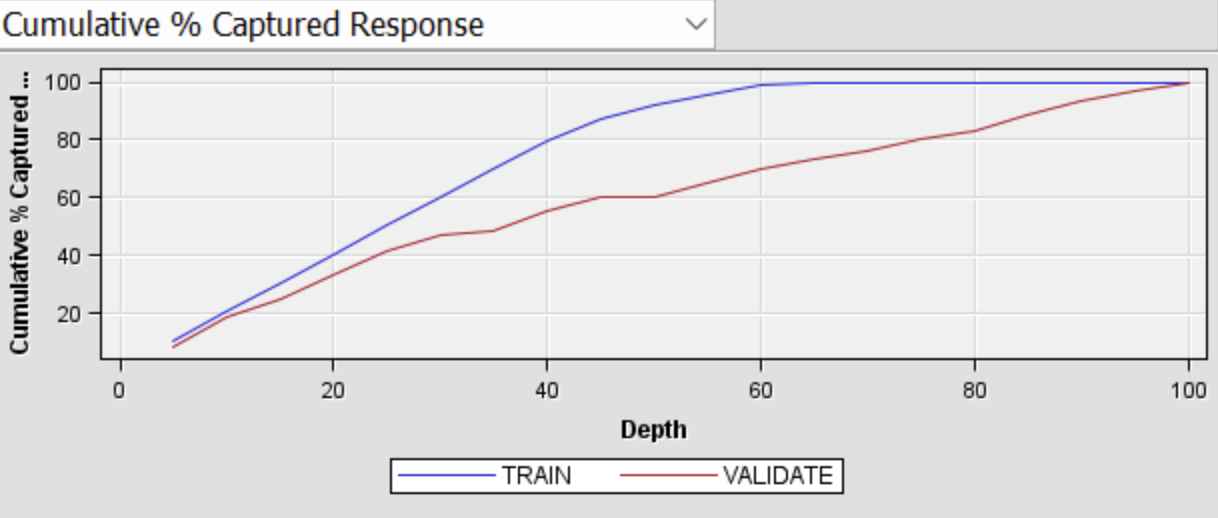 Cumulative % Captured Response
Cumulative % Captured ...
100
80
60
40
20
0 20 40 60 80 100
Depth
TRAIN VALIDATE